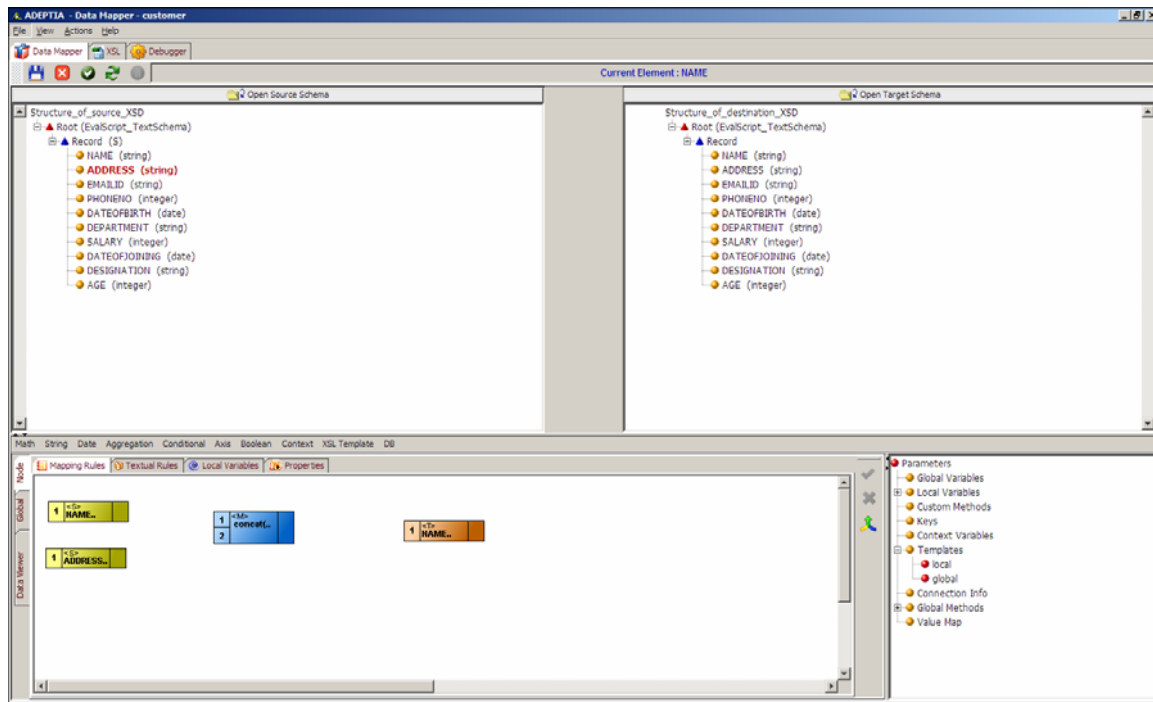 ADEPTIA - Data Mapper - customer
File View Actions Help
Data Mapper XSL Debugger
Current Element : NAME
Open Source Schema
Open Target Schema
Structure_of_source_XSD
Root (EvalScript_TextSchema)
Record (S)
NAME (string)
ADDRESS (string)
EMAILID (string)
PHONENO (integer)
DATEOFBIRTH (date)
DEPARTMENT (string)
SALARY (integer)
DATEOFJOINING (date)
DESIGNATION (string)
AGE (integer)
Structure_of_destination_XSD
Root (EvalScript_TextSchema)
Record
NAME (string)
ADDRESS (string)
EMAILID (string)
PHONENO (integer)
DATEOFBIRTH (date)
DEPARTMENT (string)
SALARY (integer)
DATEOFJOINING (date)
DESIGNATION (string)
AGE (integer)
Math String Date Aggregation Conditional Axis Boolean Context XSL Template DB
Node
Global
Data Viewer
Mapping Rules Textual Rules Local Variables Properties
1 <S>
NAME..
1 <S>
ADDRESS..
1 <M>
concat(..
2
1 <T>
NAME..
Parameters
Global Variables
Local Variables
Custom Methods
Keys
Context Variables
Templates
local
global
Connection Info
Global Methods
Value Map